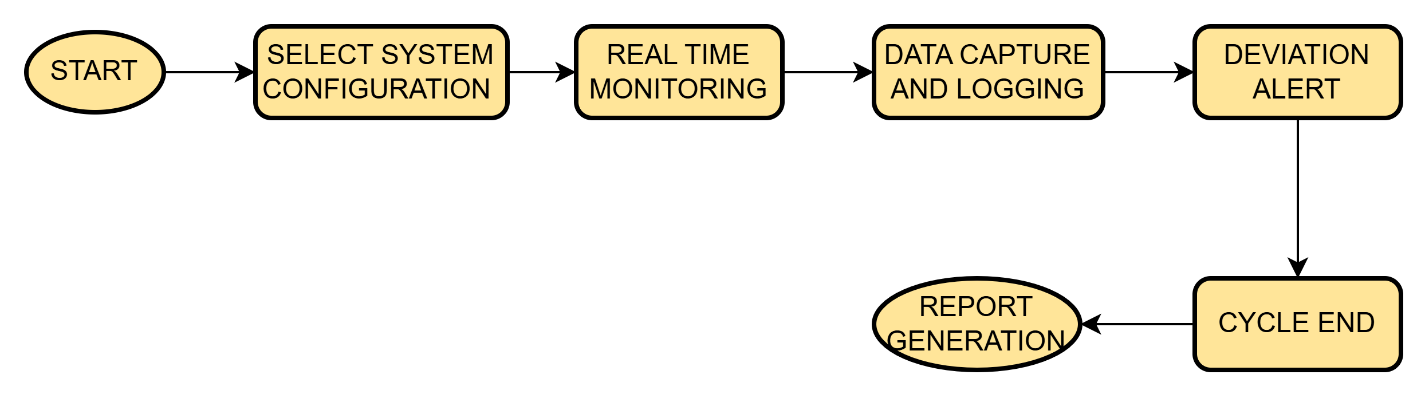 START
SELECT SYSTEM
CONFIGURATION
REAL TIME
MONITORING
DATA CAPTURE
AND LOGGING
DEVIATION
ALERT
CYCLE END
REPORT
GENERATION